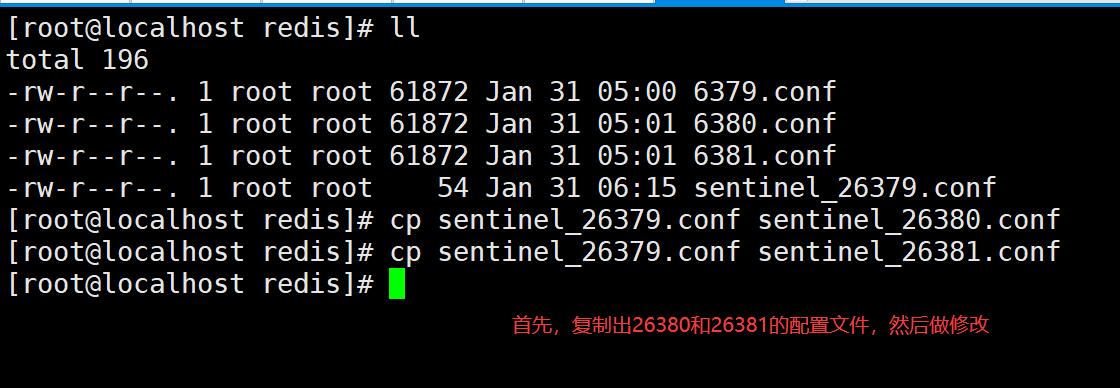 [root@localhost redis]# ll
total 196
-rw-r--r--. 1 root root 61872 Jan 31 05:00 6379.conf
-rw-r--r--. 1 root root 61872 Jan 31 05:01 6380.conf
-rw-r--r--. 1 root root 61872 Jan 31 05:01 6381.conf
-rw-r--r--. 1 root root    54 Jan 31 06:15 sentinel_26379.conf
[root@localhost redis]# cp sentinel_26379.conf sentinel_26380.conf
[root@localhost redis]# cp sentinel_26379.conf sentinel_26381.conf
[root@localhost redis]#
首先，复制出26380和26381的配置文件，然后做修改